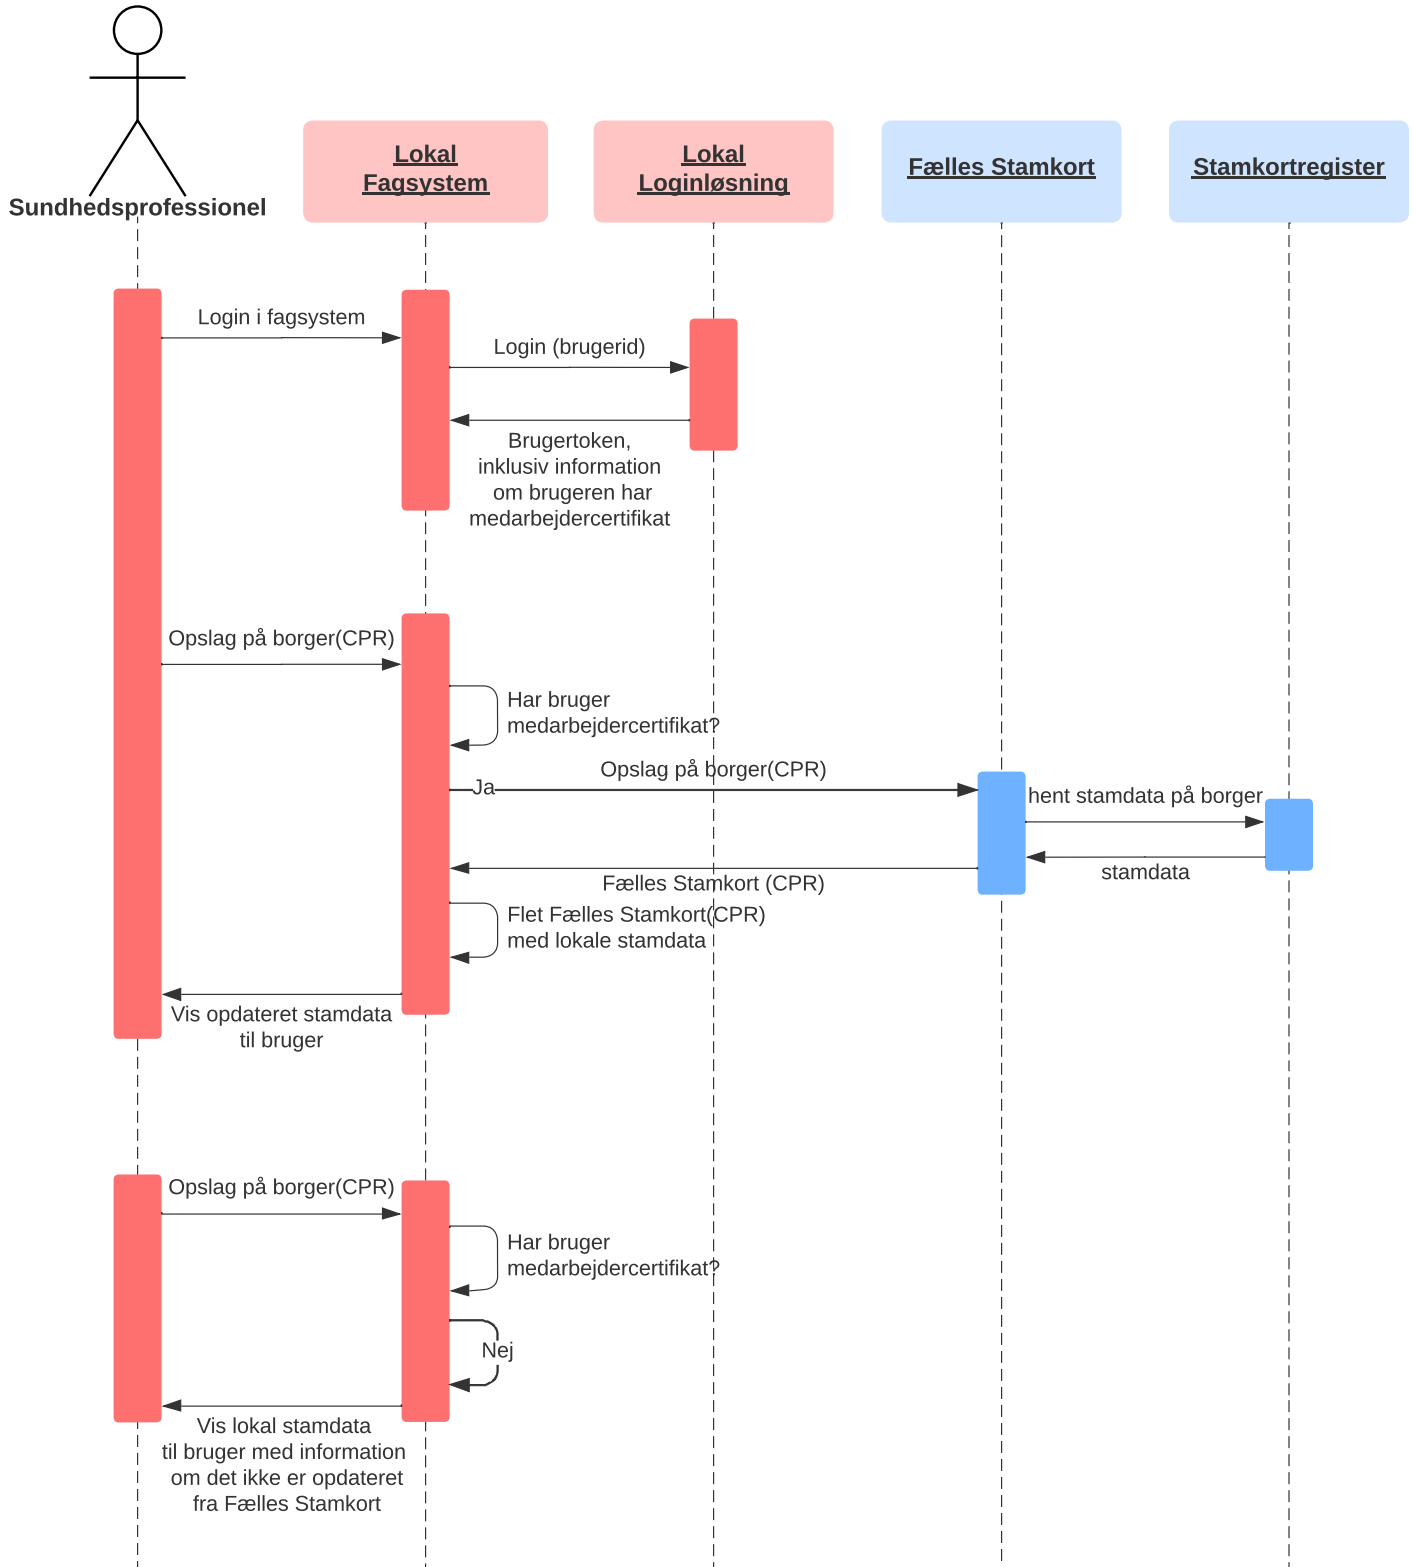 Sundhedsprofessionel
Lokal
Fagsystem
Lokal
Loginløsning
Fælles Stamkort
Stamkortregister
Login i fagsystem
Login (brugerid)
Brugertoken,
inklusiv information
om brugeren har
medarbejdercertifikat
Opslag på borger(CPR)
Har bruger
medarbejdercertifikat?
Ja
Opslag på borger(CPR)
hent stamdata på borger
stamdata
Fælles Stamkort (CPR)
Flet Fælles Stamkort(CPR)
med lokale stamdata
Vis opdateret stamdata
til bruger
Opslag på borger(CPR)
Har bruger
medarbejdercertifikat?
Nej
Vis lokal stamdata
til bruger med information
om det ikke er opdateret
fra Fælles Stamkort